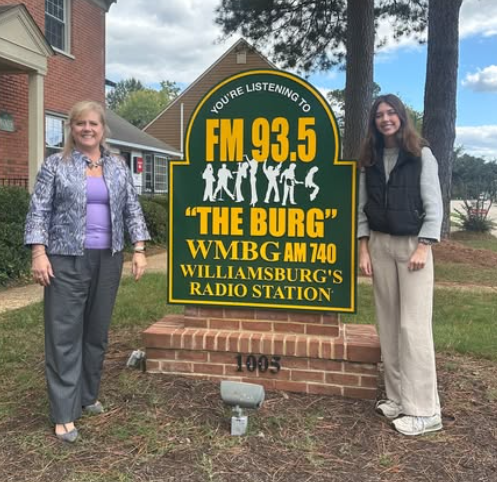 YOU'RE LISTENING TO
FM 93.5
"THE BURG"
WMBG AM 740
WILLIAMSBURG'S
RADIO STATION
1005